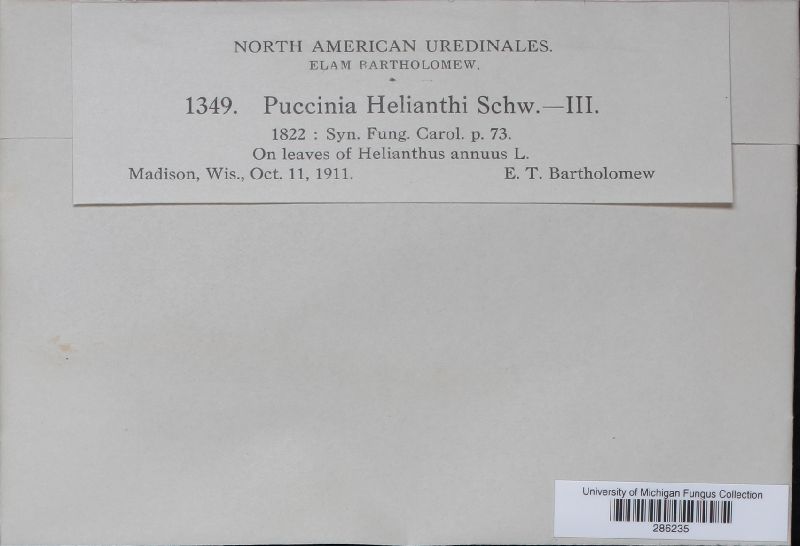 NORTH AMERICAN UREDINALES.
ELAM BARTHOLOMEW.
1349. Puccinia Helianthi Schw.—III.
1822 : Syn. Fung. Carol. p. 73.
On leaves of Helianthus annuus L.
Madison, Wis., Oct. 11, 1911. E. T. Bartholomew
University of Michigan Fungus Collection
286235